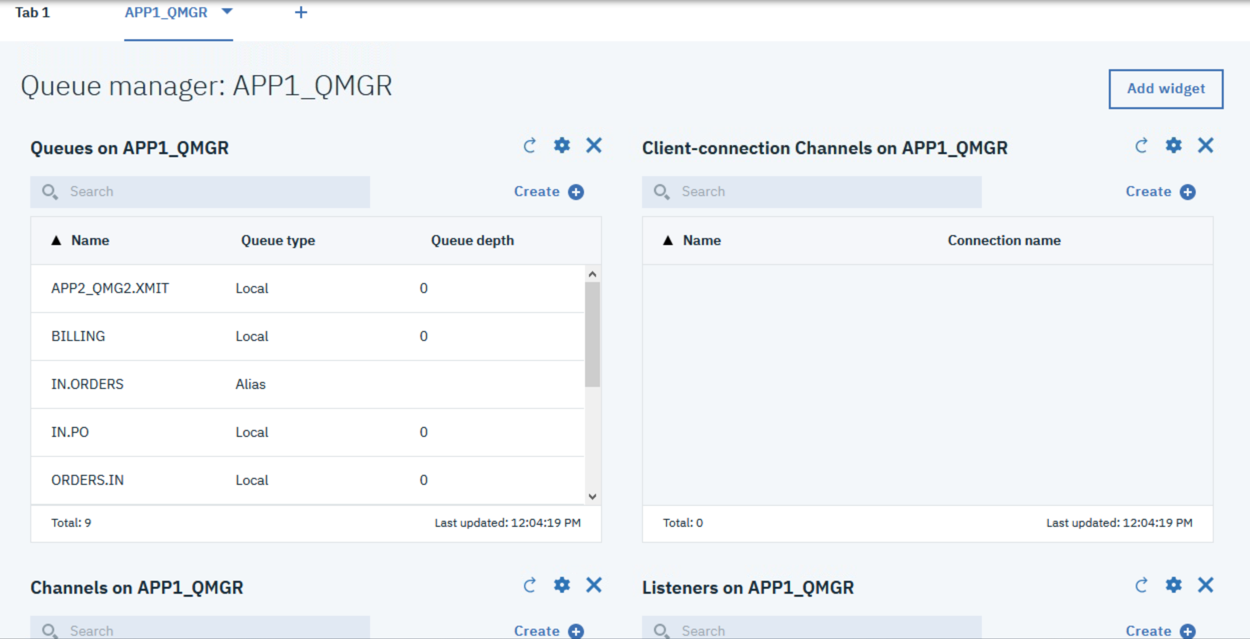 Tab 1 APP1_QMGR
Queue manager: APP1_QMGR
Add widget
Queues on APP1_QMGR
Search
Create
Name Queue type Queue depth
APP2_QMG2.XMIT Local 0
BILLING Local 0
IN.ORDERS Alias
IN.PO Local 0
ORDERS.IN Local 0
Total: 9 Last updated: 12:04:19 PM
Client-connection Channels on APP1_QMGR
Search
Create
Name Connection name
Total: 0 Last updated: 12:04:19 PM
Channels on APP1_QMGR
Search
Create
Listeners on APP1_QMGR
Search
Create